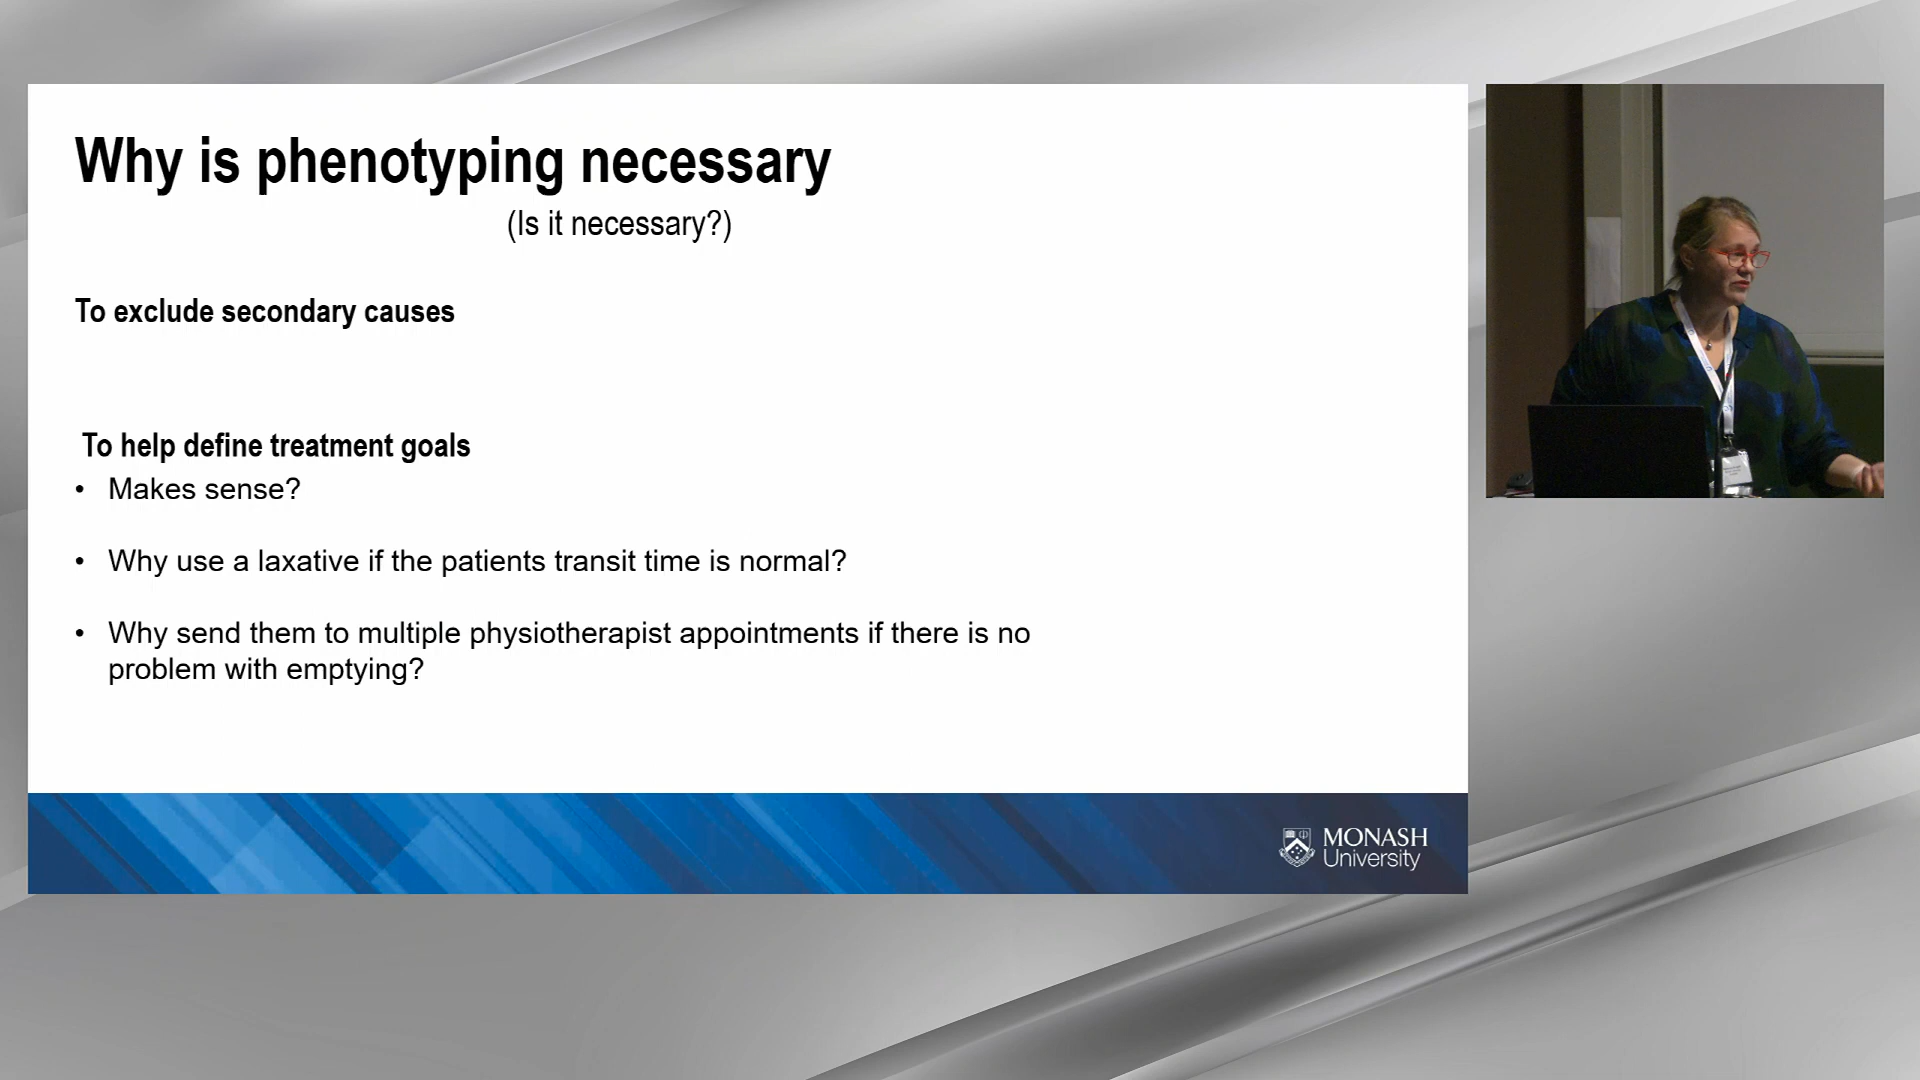 Why is phenotyping necessary
(Is it necessary?)
To exclude secondary causes
To help define treatment goals
• Makes sense?
• Why use a laxative if the patients transit time is normal?
• Why send them to multiple physiotherapist appointments if there is no
problem with emptying?
MONASH
University